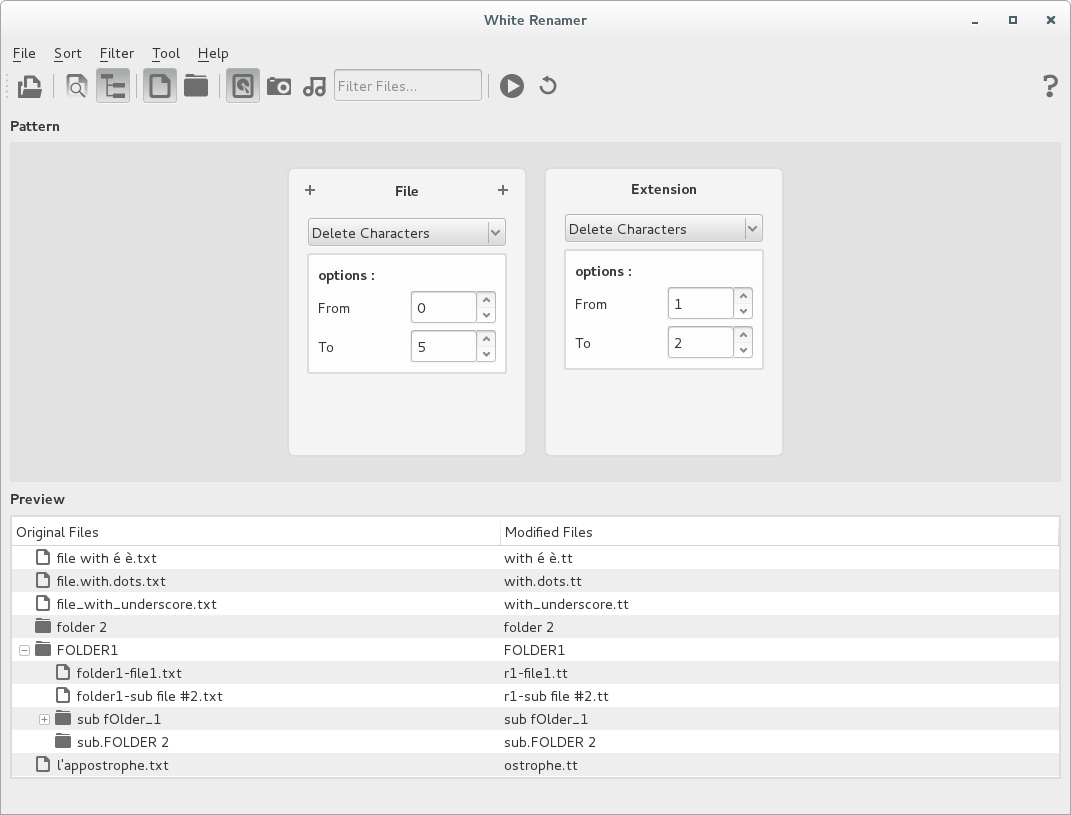 White Renamer
File Sort Filter Tool Help
Filter Files...
Pattern
File
Delete Characters
options :
From 0
To 5
Extension
Delete Characters
options :
From 1
To 2
Preview
Original Files Modified Files
file with é è.txt with é è.tt
file.with.dots.txt with.dots.tt
file_with_underscore.txt with_underscore.tt
folder 2 folder 2
FOLDER1 FOLDER1
folder1-file1.txt r1-file1.tt
folder1-sub file #2.txt r1-sub file #2.tt
sub fOlder_1 sub fOlder_1
sub.FOLDER 2 sub.FOLDER 2
l'appostrophe.txt ostrophe.tt